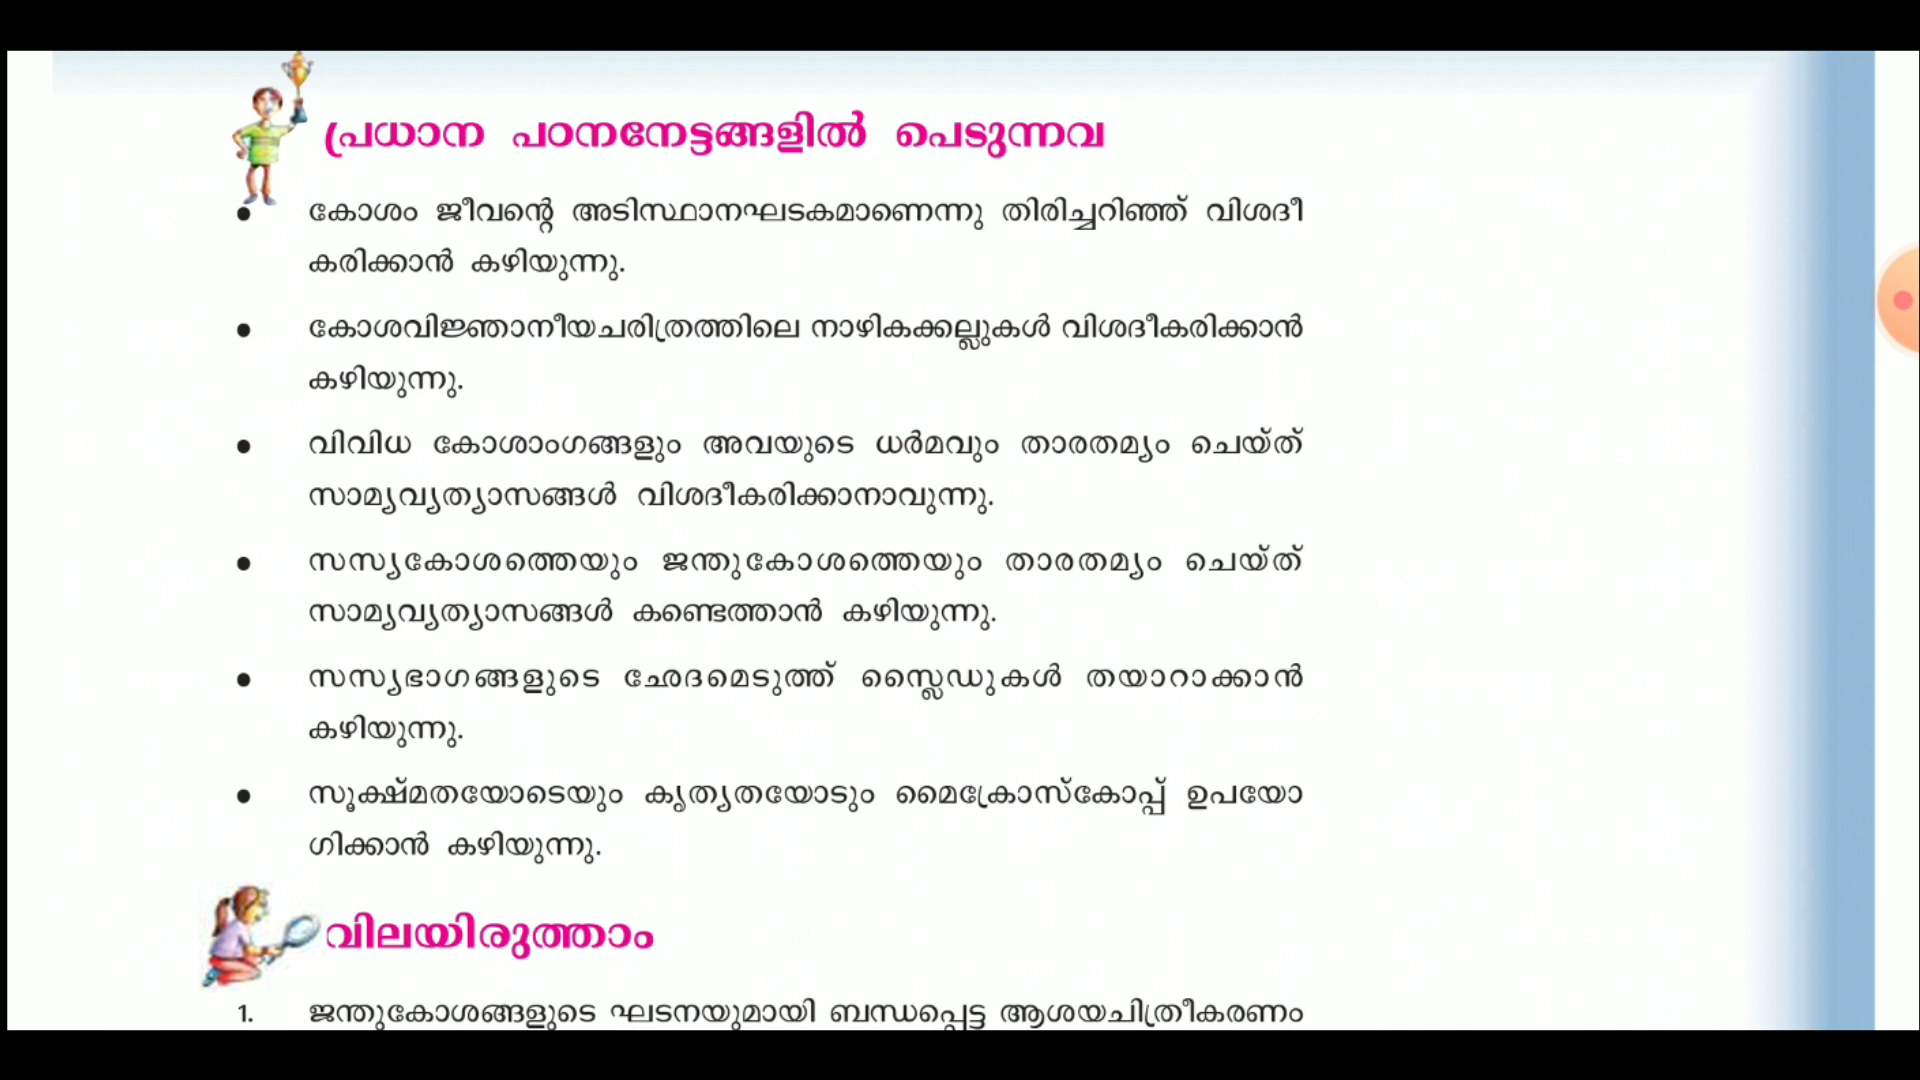 പ്രധാന പഠനനേട്ടങ്ങളിൽ പെടുന്നവ
• കോശം ജീവന്റെ അടിസ്ഥാനഘടകമാണെന്നു തിരിച്ചറിഞ്ഞ് വിശദീ
കരിക്കാൻ കഴിയുന്നു.
• കോശവിജ്ഞാനീയചരിത്രത്തിലെ നാഴികക്കല്ലുകൾ വിശദീകരിക്കാൻ
കഴിയുന്നു.
• വിവിധ കോശാംഗങ്ങളും അവയുടെ ധർമവും താരതമ്യം ചെയ്ത്
സാമ്യവ്യത്യാസങ്ങൾ വിശദീകരിക്കാനാവുന്നു.
• സസ്യകോശത്തെയും ജന്തുകോശത്തെയും താരതമ്യം ചെയ്ത്
സാമ്യവ്യത്യാസങ്ങൾ കണ്ടെത്താൻ കഴിയുന്നു.
• സസ്യഭാഗങ്ങളുടെ ഛേദമെടുത്ത് സ്ലൈഡുകൾ തയാറാക്കാൻ
കഴിയുന്നു.
• സൂക്ഷ്മതയോടെയും കൃത്യതയോടും മൈക്രോസ്കോപ്പ് ഉപയോ
ഗിക്കാൻ കഴിയുന്നു.
വിലയിരുത്താം
1. ജന്തുകോശങ്ങളുടെ ഘടനയുമായി ബന്ധപ്പെട്ട ആശയചിത്രീകരണം